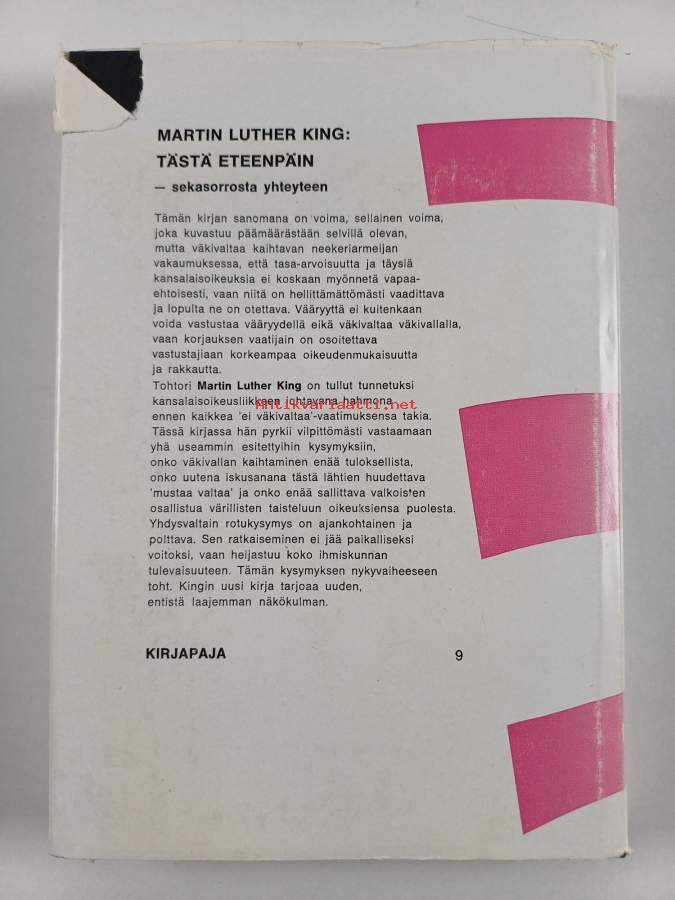 MARTIN LUTHER KING:
TÄSTÄ ETEENPÄIN
— sekasorrosta yhteyteen
Tämän kirjan sanomana on voima, sellainen voima,
joka kuvastuu päämäärästään selvillä olevan,
mutta väkivaltaa kaihtavan neekeriarmeijan
vakaumuksessa, että tasa-arvoisuutta ja täysiä
kansalaisoikeuksia ei koskaan myönnetä vapaa-
ehtoisesti, vaan niitä on hellittämättömästi vaadittava
ja lopulta ne on otettava. Vääryyttä ei kuitenkaan
voida vastustaa vääryydellä eikä väkivaltaa väkivallalla,
vaan korjauksen vaatijan on osoitettava
vastustajiaan korkeampaa oikeudenmukaisuutta
ja rakkautta.
Tohtori Martin Luther King on tullut tunnetuksi
kansalaisoikeusliikkeen johtavana hahmona
Antikvariaatti.net
ennen kaikkea 'ei väkivaltaa'-vaatimuksensa takia.
Tässä kirjassa hän pyrkii vilpittömästi vastaamaan
yhä useammin esitettyihin kysymyksiin,
onko väkivallan kaihtaminen enää tuloksellista,
onko uutena iskusanana tästä lähtien huudettava
'mustaa valtaa' ja onko enää sallittava valkoisten
osallistua värillisten taisteluun oikeuksiensa puolesta.
Yhdysvaltain rotukysymys on ajankohtainen ja
polttava. Sen ratkaiseminen ei jää paikalliseksi
voitoksi, vaan heijastuu koko ihmiskunnan
tulevaisuuteen. Tämän kysymyksen nykyvaiheeseen
toht. Kingin uusi kirja tarjoaa uuden,
entistä laajemman näkökulman.
KIRJAPAJA 9